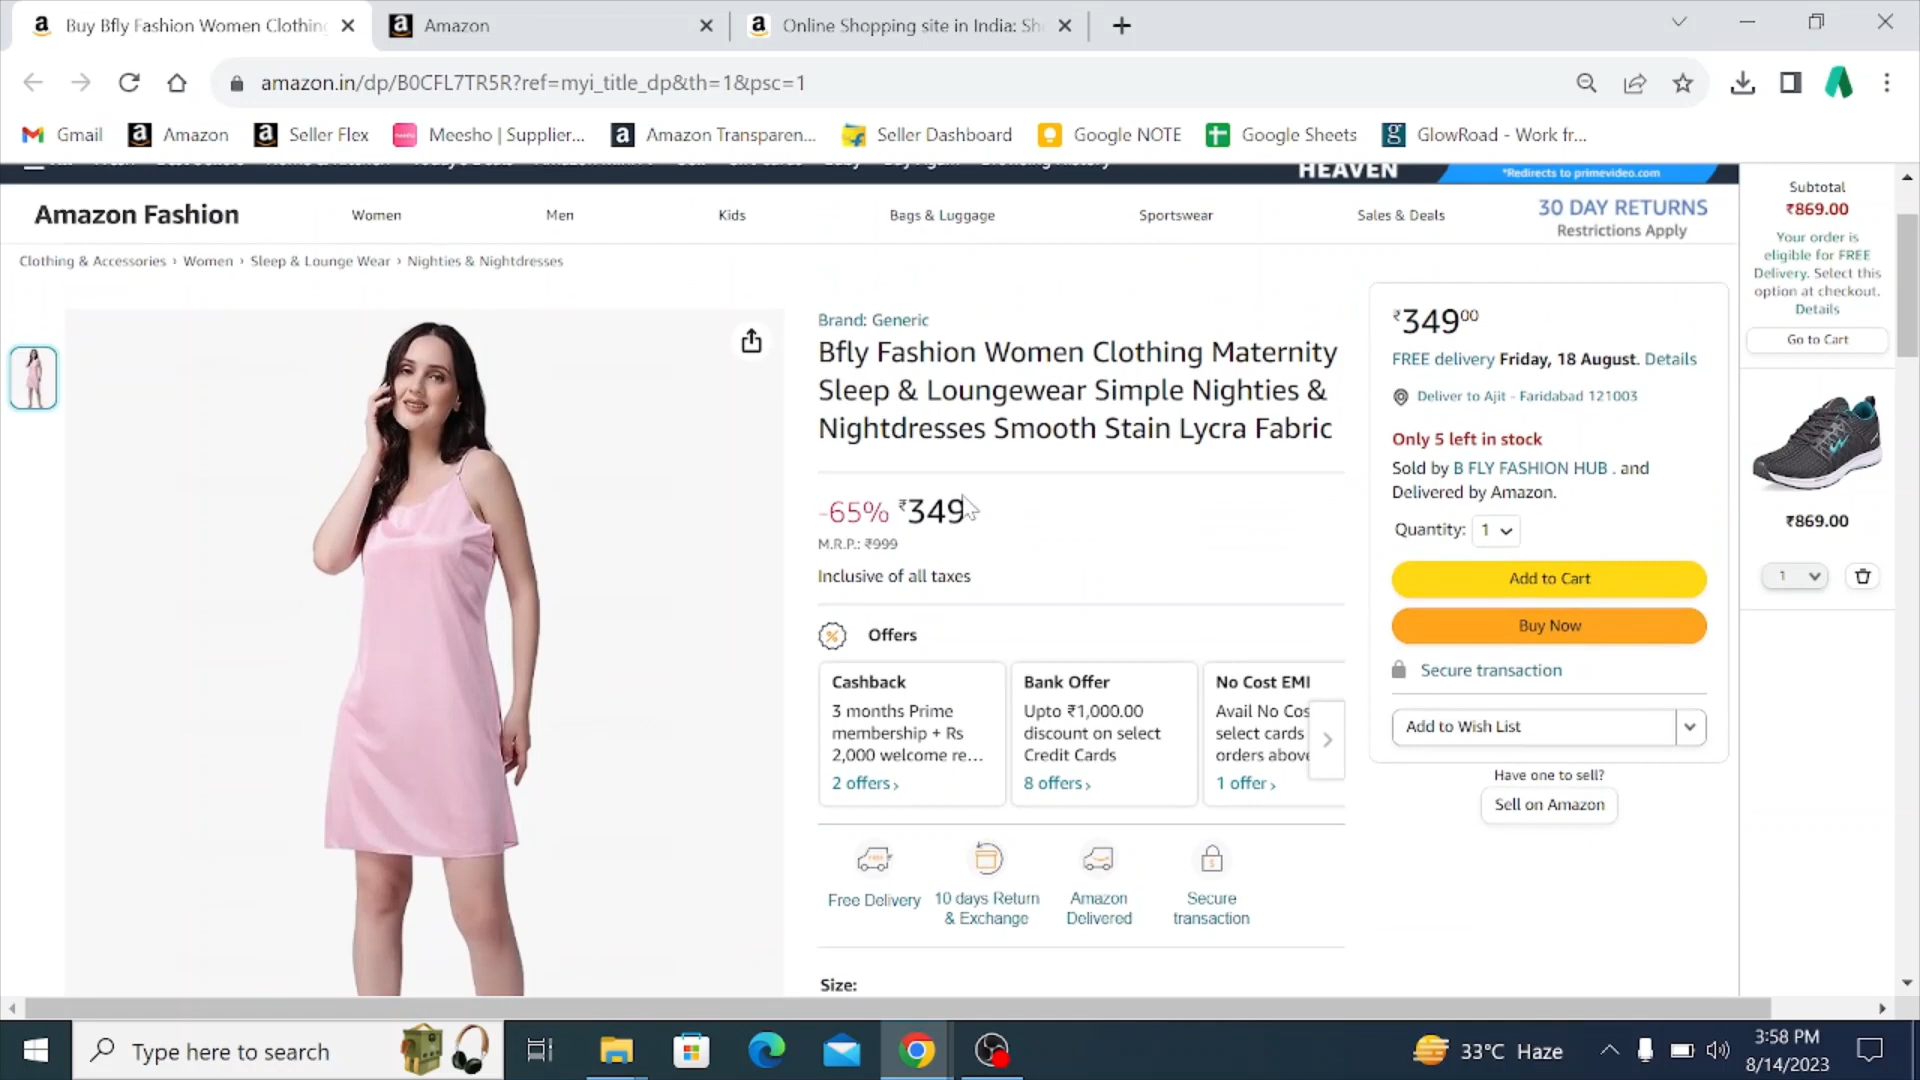 Buy Bfly Fashion Women Clothing
Amazon
Online Shopping site in India: Sh
amazon.in/dp/B0CFL7TR5R?ref=myi_title_dp&th=1&psc=1
Gmail
Amazon
Seller Flex
Meesho | Supplier...
Amazon Transparen...
Seller Dashboard
Google NOTE
Google Sheets
GlowRoad - Work fr...
HEAVEN
*Redirects to primevideo.com
Amazon Fashion
Women
Men
Kids
Bags & Luggage
Sportswear
Sales & Deals
30 DAY RETURNS
Restrictions Apply
Clothing & Accessories › Women › Sleep & Lounge Wear › Nighties & Nightdresses
Brand: Generic
Bfly Fashion Women Clothing Maternity
Sleep & Loungewear Simple Nighties &
Nightdresses Smooth Stain Lycra Fabric
-65% ₹349
M.R.P.: ₹999
Inclusive of all taxes
Offers
Cashback
3 months Prime
membership + Rs
2,000 welcome re...
2 offers ›
Bank Offer
Upto ₹1,000.00
discount on select
Credit Cards
8 offers ›
No Cost EMI
Avail No Cos
select cards
orders above
1 offer ›
Free Delivery
10 days Return
& Exchange
Amazon
Delivered
Secure
transaction
Size:
₹349 00
FREE delivery Friday, 18 August. Details
Deliver to Ajit - Faridabad 121003
Only 5 left in stock
Sold by B FLY FASHION HUB . and
Delivered by Amazon.
Quantity: 1
Add to Cart
Buy Now
Secure transaction
Add to Wish List
Have one to sell?
Sell on Amazon
Subtotal
₹869.00
Your order is
eligible for FREE
Delivery. Select this
option at checkout.
Details
Go to Cart
₹869.00
1
Type here to search
33°C Haze
3:58 PM
8/14/2023